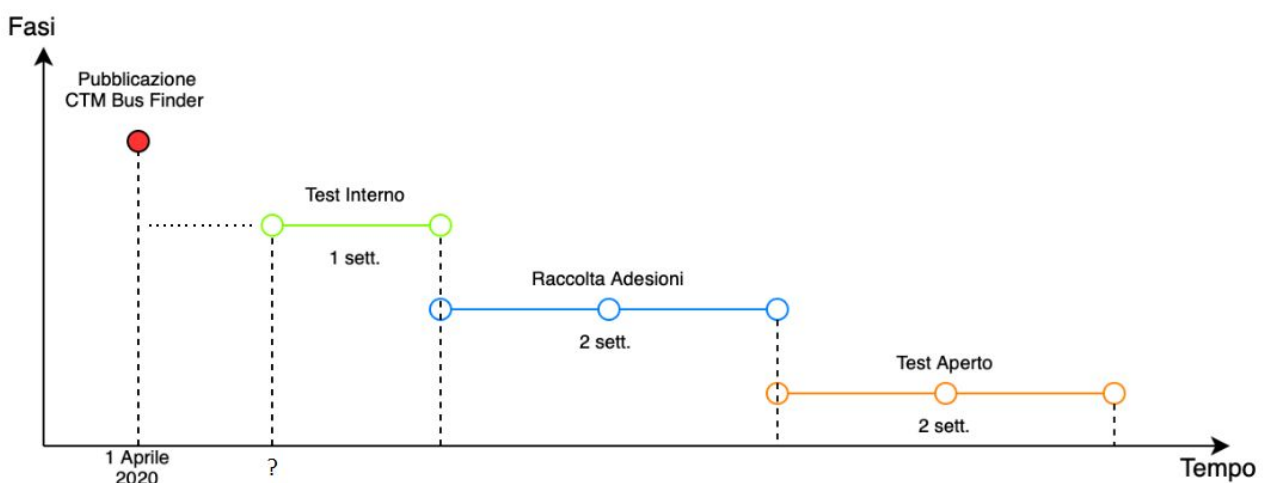 Fasi
Pubblicazione
CTM Bus Finder
Test Interno
1 sett.
Raccolta Adesioni
2 sett.
Test Aperto
2 sett.
1 Aprile
2020
?
Tempo